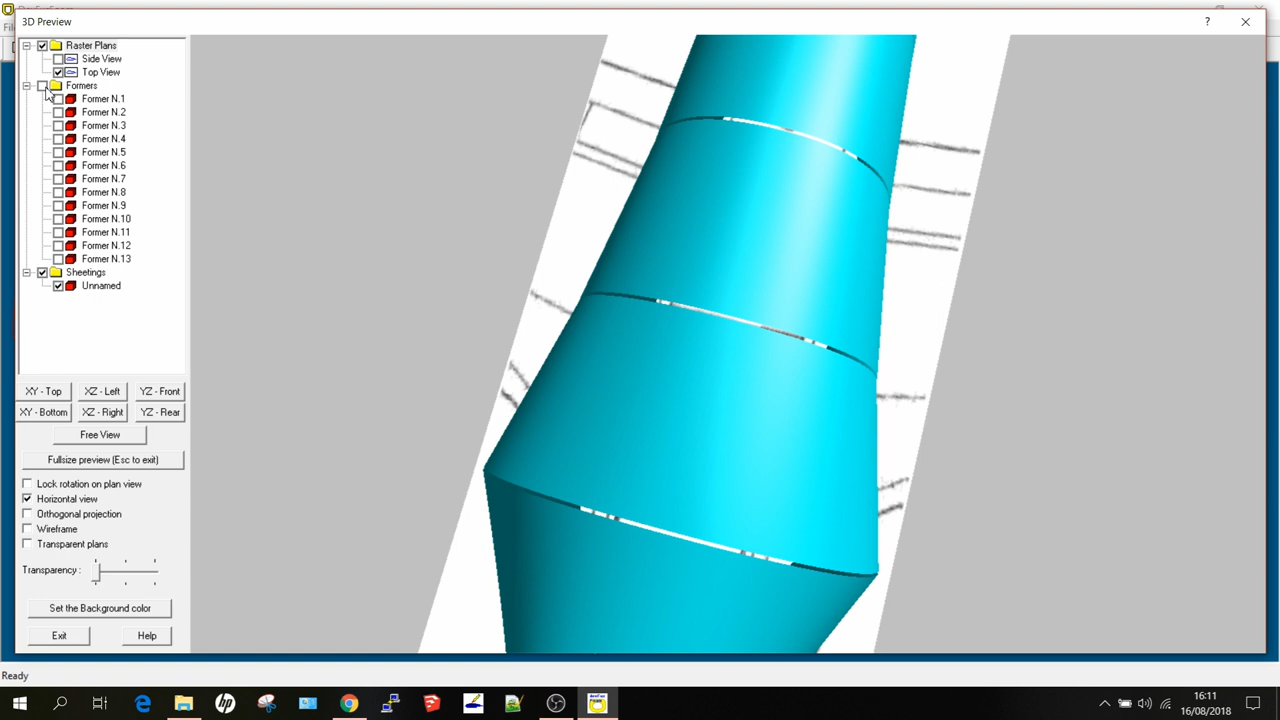 3D Preview
?
Raster Plans
Side View
Top View
Formers
Former N.1
Former N.2
Former N.3
Former N.4
Former N.5
Former N.6
Former N.7
Former N.8
Former N.9
Former N.10
Former N.11
Former N.12
Former N.13
Sheetings
Unnamed
XY - Top XZ - Left YZ - Front
XY - Bottom XZ - Right YZ - Rear
Free View
Fullsize preview (Esc to exit)
Lock rotation on plan view
Horizontal view
Orthogonal projection
Wireframe
Transparent plans
Transparency :
Set the Background color
Exit Help
Ready
16:11
16/08/2018